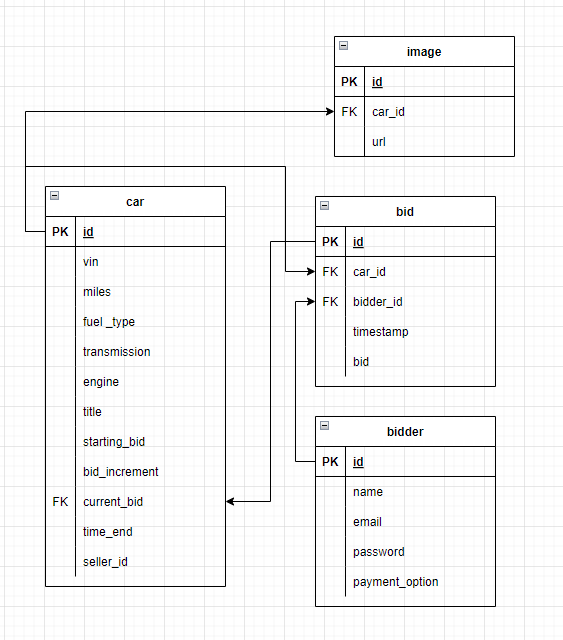 image
PK id
FK car_id
url
car
PK id
vin
miles
fuel _type
transmission
engine
title
starting_bid
bid_increment
FK current_bid
time_end
seller_id
bid
PK id
FK car_id
FK bidder_id
timestamp
bid
bidder
PK id
name
email
password
payment_option